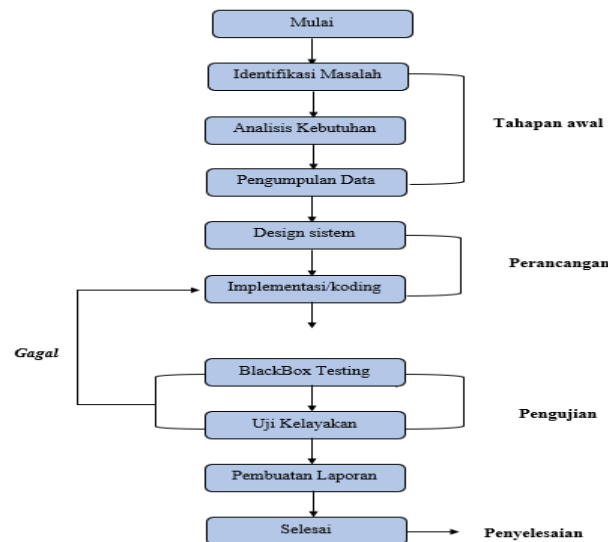 Mulai
Identifikasi Masalah
Analisis Kebutuhan
Tahapan awal
Pengumpulan Data
Design sistem
Perancangan
Implementasi/koding
Gagal
BlackBox Testing
Pengujian
Uji Kelayakan
Pembuatan Laporan
Selesai
Penyelesaian